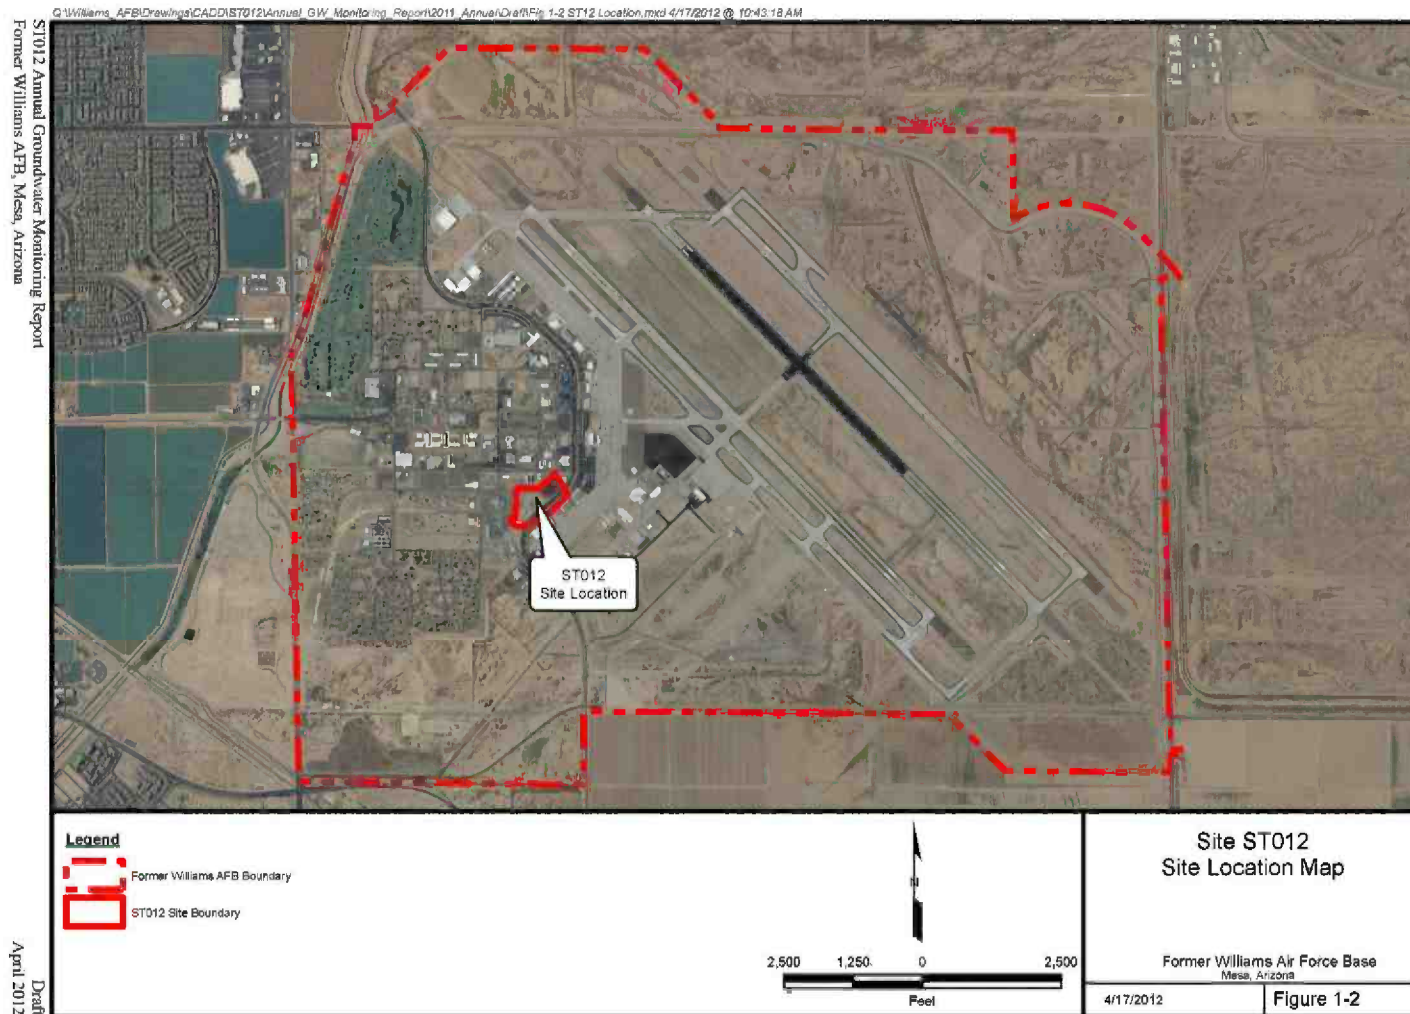 Q:\Williams_AFB\Drawings\CADD\ST012\Annual_GW_Monitoring_Report\2011_Annual\Draft\Fig 1-2 ST12 Location.mxd 4/17/2012 @ 10:43:18 AM
ST012 Annual Groundwater Monitoring Report
Former Williams AFB, Mesa, Arizona
ST012
Site Location
Legend
Former Williams AFB Boundary
ST012 Site Boundary
N
2,500 1,250 0 2,500
Feet
Site ST012
Site Location Map
Former Williams Air Force Base
Mesa, Arizona
4/17/2012
Figure 1-2
Draft
April 2012